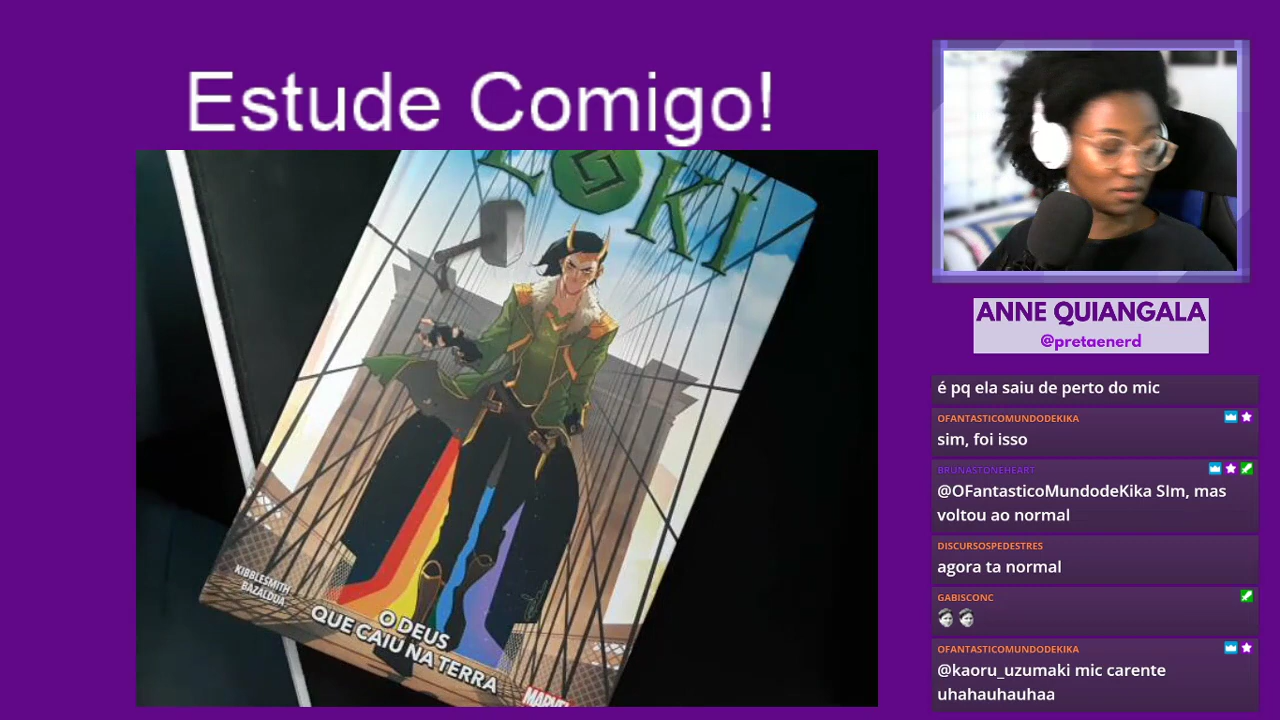 Estude Comigo!
LOKI
KIBBLESMITH
BAZALDUA
O DEUS
QUE CAIU NA TERRA
MARVEL
ANNE QUIANGALA
@pretaenerd
é pq ela saiu de perto do mic
OFANTASTICOMUNDODEKIKA
sim, foi isso
BRUNASTONEHEART
@OFantasticoMundodeKika SIm, mas
voltou ao normal
DISCURSOSPEDESTRES
agora ta normal
GABISCONC
OFANTASTICOMUNDODEKIKA
@kaoru_uzumaki mic carente
uhahauhauhaa